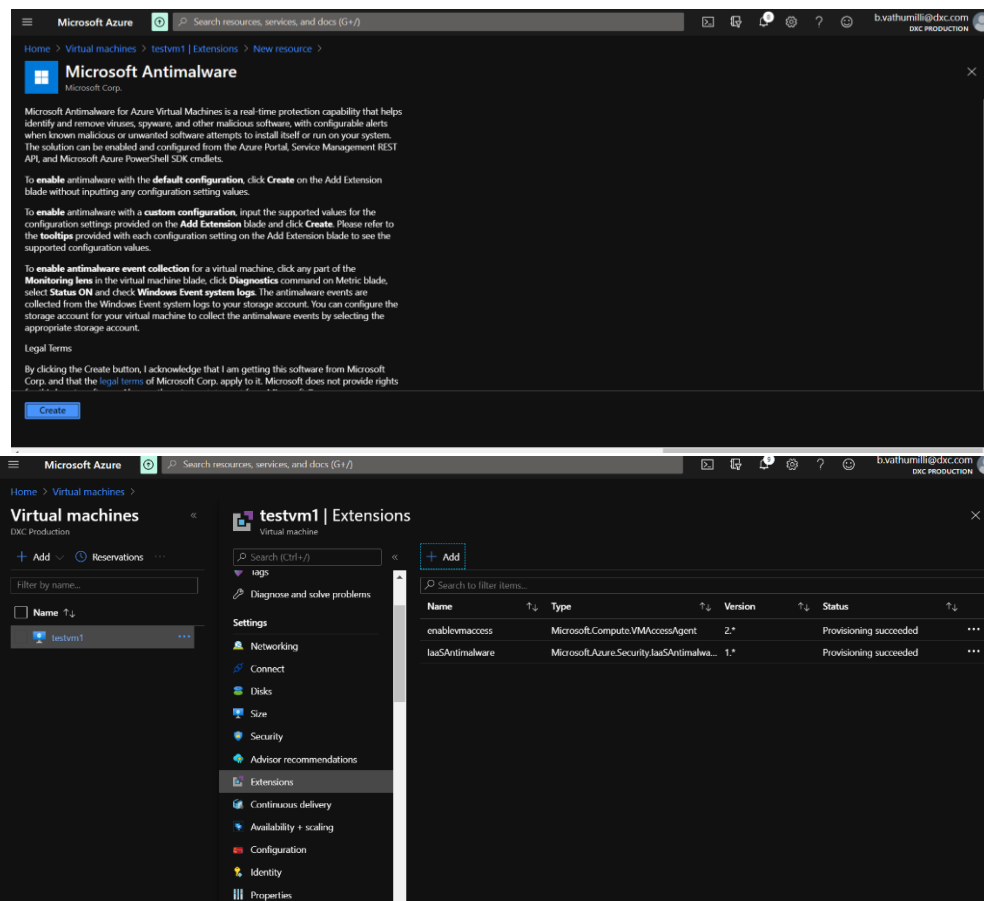 Microsoft Azure
Search resources, services, and docs (G+/)
b.vathumilli@dxc.com
DXC PRODUCTION
Home > Virtual machines > testvm1 | Extensions > New resource >
Microsoft Antimalware
Microsoft Corp.
Microsoft Antimalware for Azure Virtual Machines is a real-time protection capability that helps
identify and remove viruses, spyware, and other malicious software, with configurable alerts
when known malicious or unwanted software attempts to install itself or run on your system.
The solution can be enabled and configured from the Azure Portal, Service Management REST
API, and Microsoft Azure PowerShell SDK cmdlets.
To enable antimalware with the default configuration, click Create on the Add Extension
blade without inputting any configuration setting values.
To enable antimalware with a custom configuration, input the supported values for the
configuration settings provided on the Add Extension blade and click Create. Please refer to
the tooltips provided with each configuration setting on the Add Extension blade to see the
supported configuration values.
To enable antimalware event collection for a virtual machine, click any part of the
Monitoring lens in the virtual machine blade, click Diagnostics command on Metric blade,
select Status ON and check Windows Event system logs. The antimalware events are
collected from the Windows Event system logs to your storage account. You can configure the
storage account for your virtual machine to collect the antimalware events by selecting the
appropriate storage account.
Legal Terms
By clicking the Create button, I acknowledge that I am getting this software from Microsoft
Corp. and that the legal terms of Microsoft Corp. apply to it. Microsoft does not provide rights
Create
Microsoft Azure
Search resources, services, and docs (G+/)
b.vathumilli@dxc.com
DXC PRODUCTION
Home > Virtual machines >
Virtual machines
DXC Production
+ Add
Reservations
Filter by name...
Name
testvm1
testvm1 | Extensions
Virtual machine
Search (Ctrl+/)
Tags
Diagnose and solve problems
Settings
Networking
Connect
Disks
Size
Security
Advisor recommendations
Extensions
Continuous delivery
Availability + scaling
Configuration
Identity
Properties
+ Add
Search to filter items...
Name Type Version Status
enablevmaccess Microsoft.Compute.VMAccessAgent 2.* Provisioning succeeded
IaaSAntimalware Microsoft.Azure.Security.IaaSAntimalwa... 1.* Provisioning succeeded